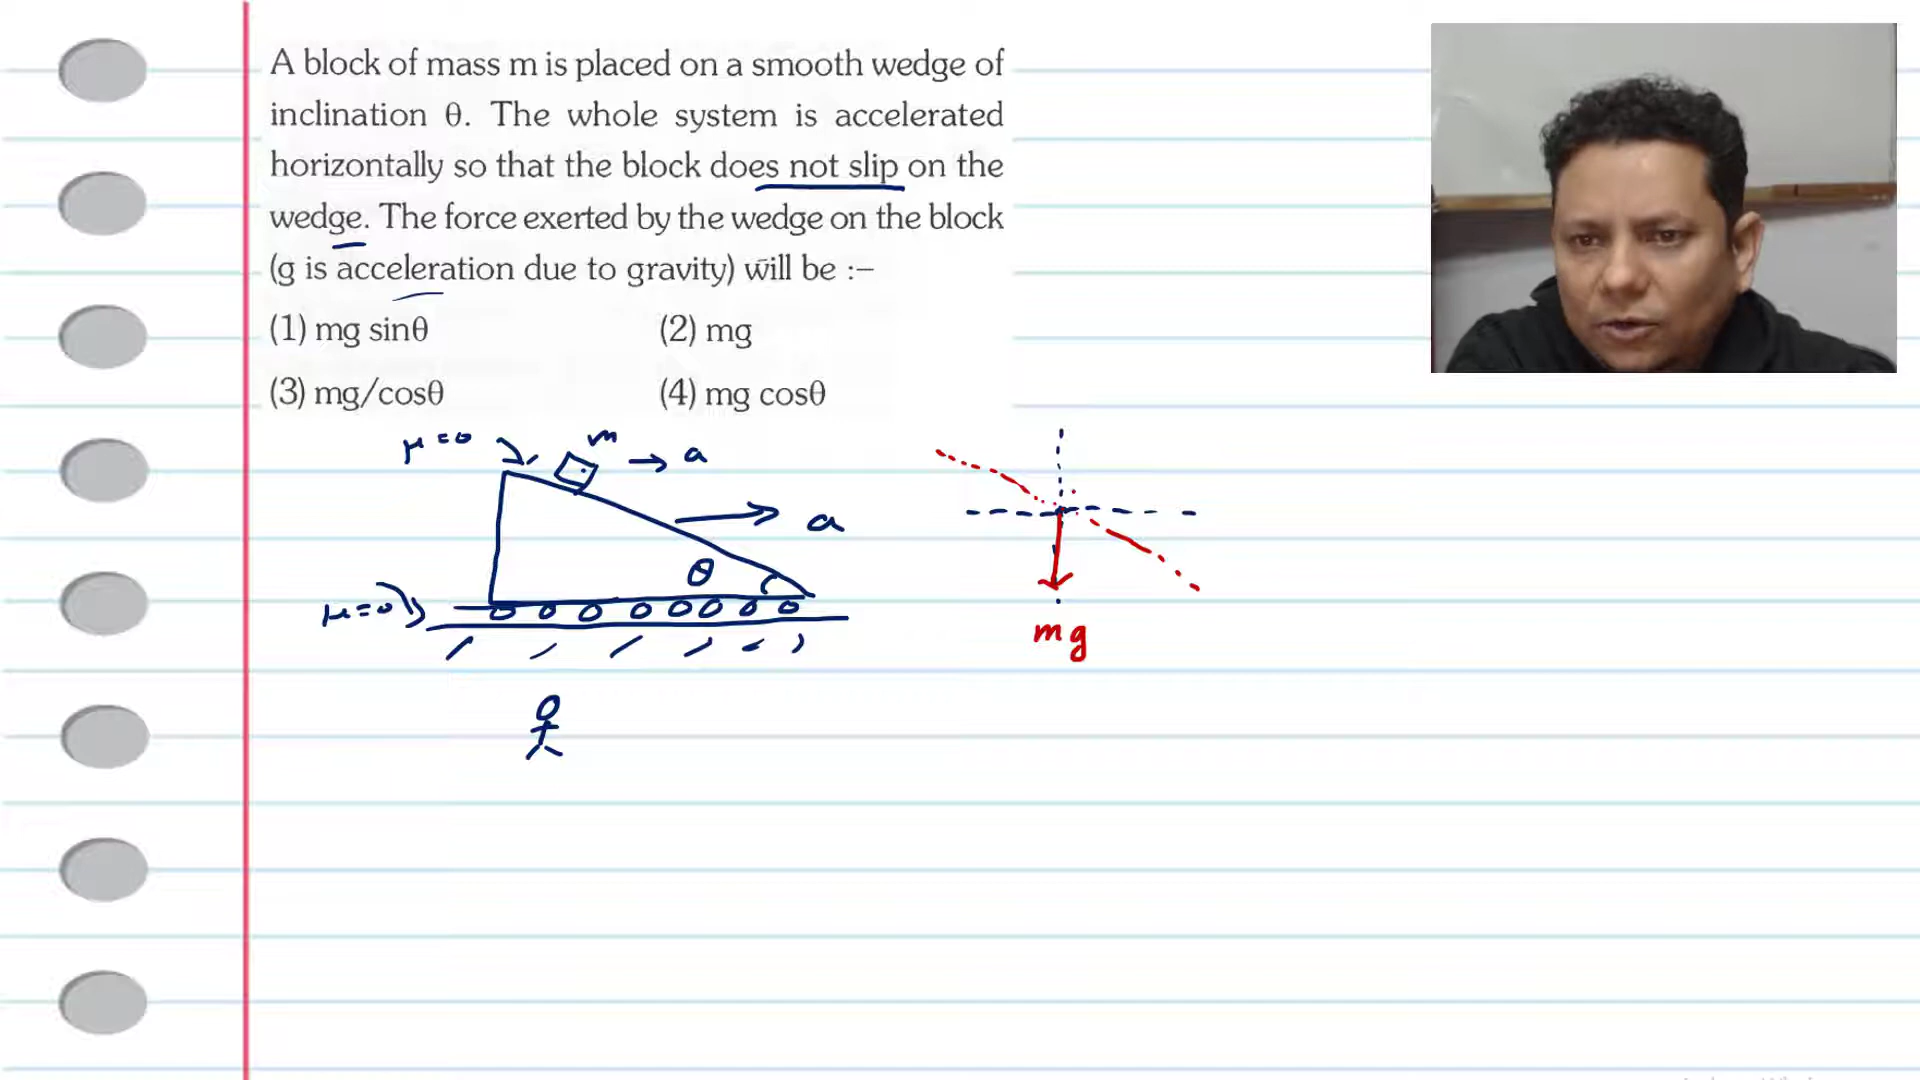 A block of mass m is placed on a smooth wedge of
inclination θ. The whole system is accelerated
horizontally so that the block does not slip on the
wedge. The force exerted by the wedge on the block
(g is acceleration due to gravity) will be :–
(1) mg sinθ (2) mg
(3) mg/cosθ (4) mg cosθ
μ=0 m a
a
θ
μ=0
mg